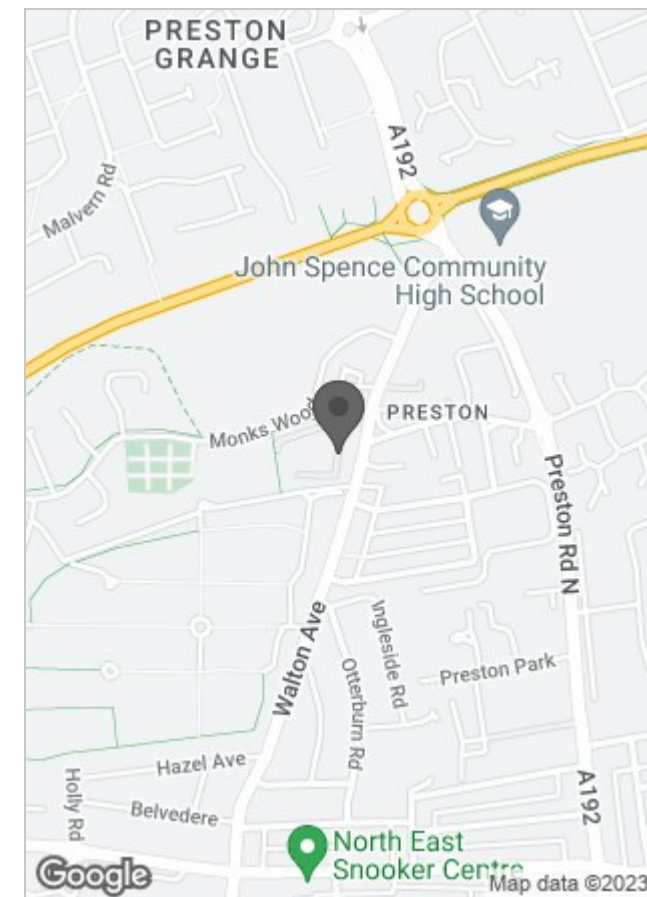 PRESTON
GRANGE
A192
Malvern Rd
John Spence Community
High School
Monks Wood
PRESTON
Preston Rd N
Walton Ave
Ingleside Rd
Otterburn Rd
Preston Park
Hazel Ave
Holly Rd
Belvedere
A192
North East
Snooker Centre
Google
Map data ©2023